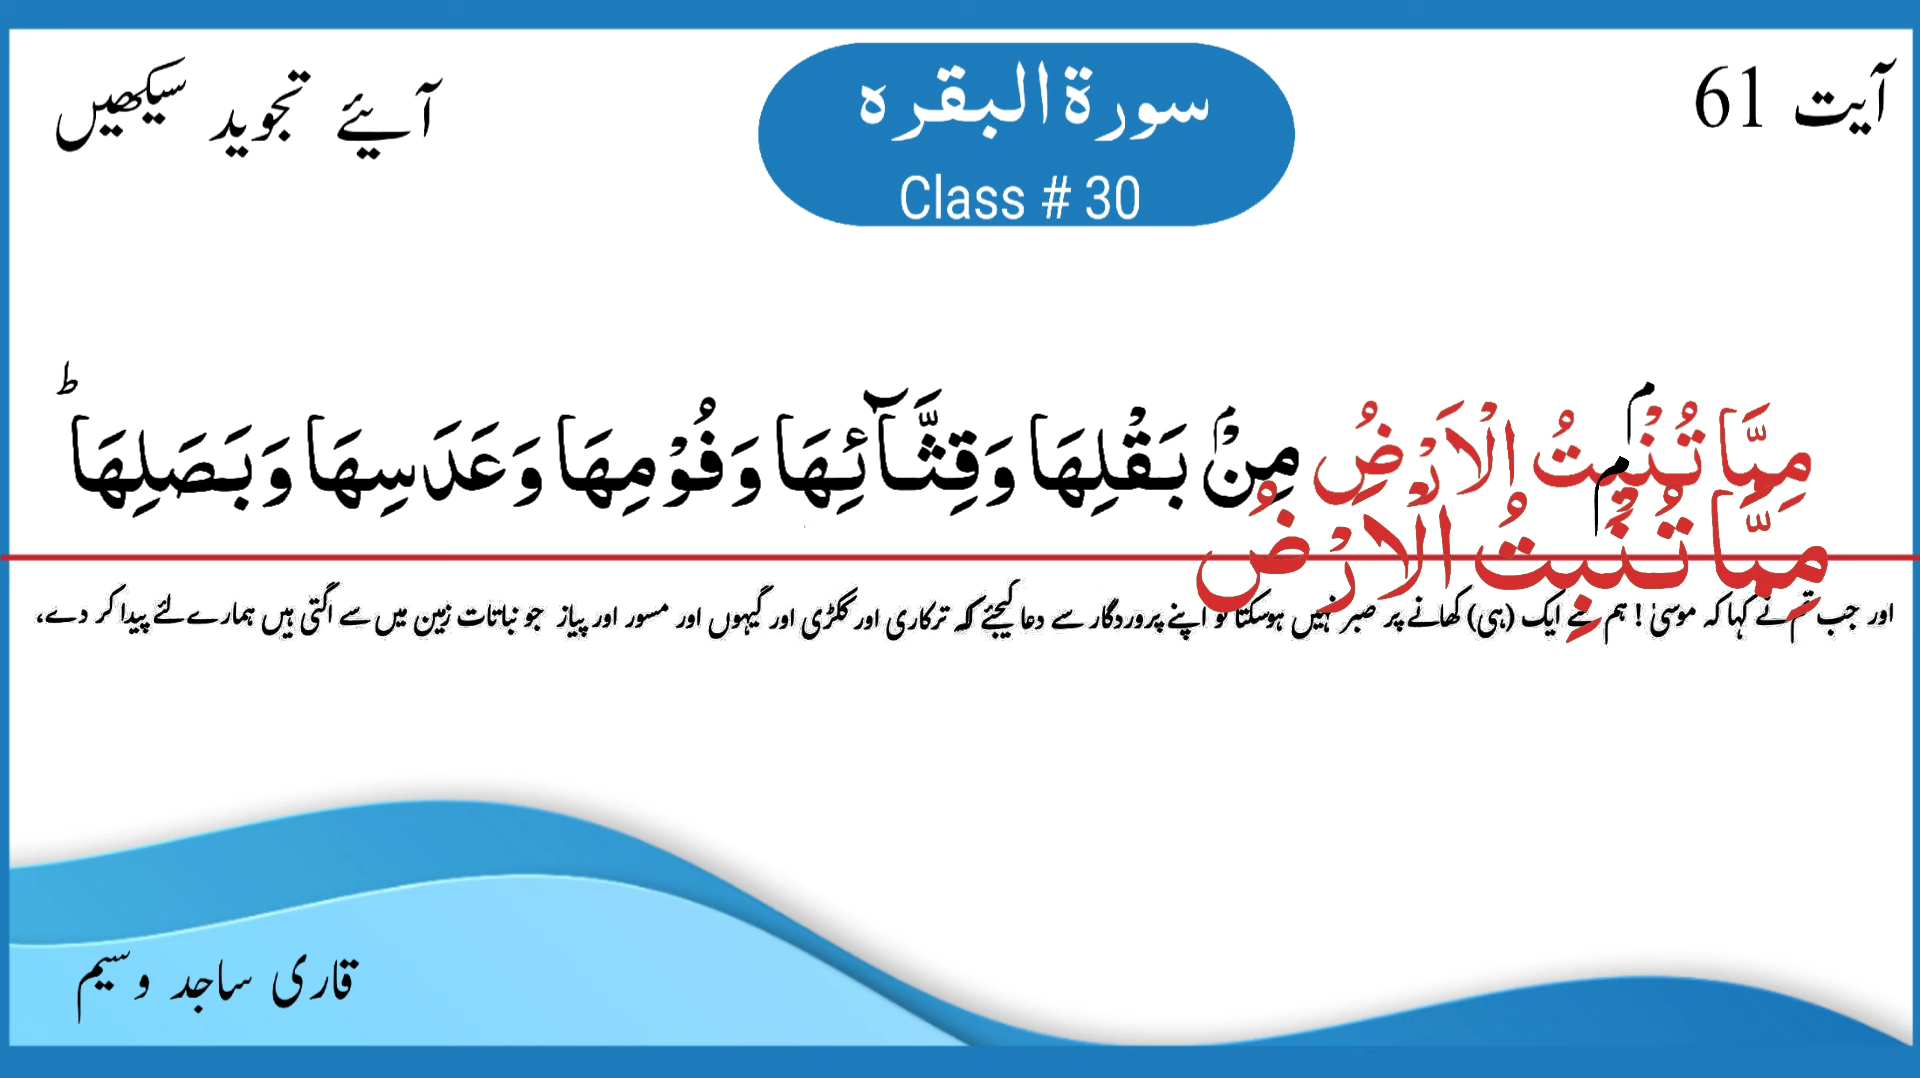 آیت 61
سورۃ البقرہ
Class # 30
آیئے تجوید سیکھیں
مِمَّا تُنْۢبِتُ الْاَرْضُ مِنْۢ بَقْلِهَا وَقِثَّآئِهَا وَفُوْمِهَا وَعَدَسِهَا وَبَصَلِهَا ؕ
مِمَّا تُنْۢبِتُ الْاَرْضُ
اور جب تم نے کہا کہ موسیٰ ! ہم سے ایک (ہی) کھانے پر صبر نہیں ہوسکتا تو اپنے پروردگار سے دعا کیجئے کہ ترکاری اور ککڑی اور گیہوں اور مسور اور پیاز جو نباتات زمین میں سے اگتی ہیں ہمارے لئے پیدا کر دے،
قاری ساجد وسیم